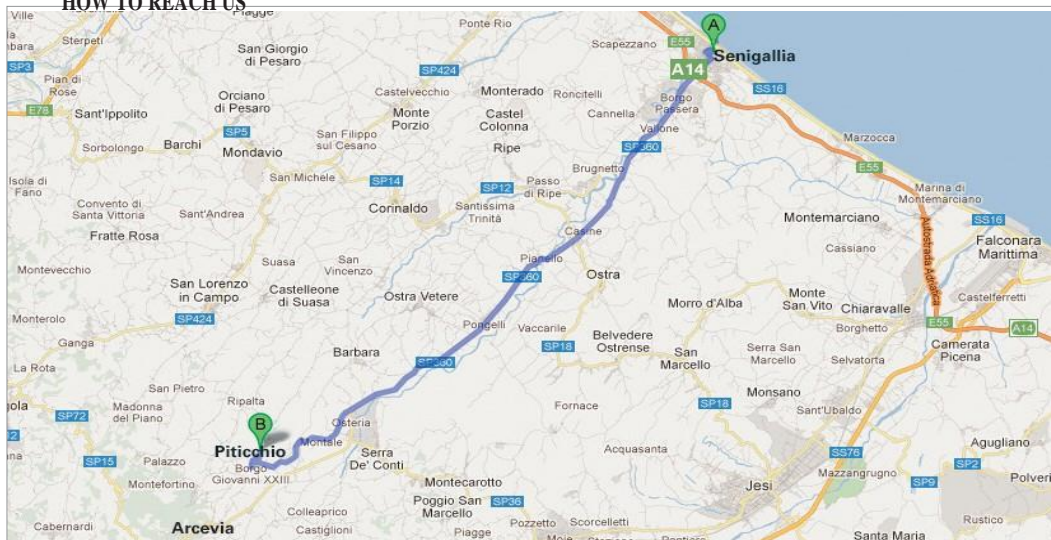 HOW TO REACH US
Ville
Piagge
Ponte Rio
Scapezzano
E55
A
Senigallia
A14
Sterpeti
San Giorgio
di Pesaro
SP3
SP424
Pian di
Rose
Castelvecchio
Monterado
Roncitelli
Borgo
Passera
SS16
Orciano
di Pesaro
E78
Sant'Ippolito
Monte
Porzio
Castel
Colonna
Cannella
Vallone
SP5
Barchi
San Filippo
sul Cesano
Sorbolongo
Mondavio
Ripe
SP360
Marzocca
Brugnetto
E55
Isola di
Fano
San Michele
SP14
SP12
Passo
di Ripe
Marina di
Montemarciano
Convento di
Santa Vittoria
Sant'Andrea
Corinaldo
Santissima
Trinità
Montemarciano
SS16
Fratte Rosa
Casine
Autostrada Adriatica
Falconara
Marittima
Cassiano
Montevecchio
Suasa
San
Vincenzo
Pianello
SP360
Ostra
San Lorenzo
in Campo
Castelleone
di Suasa
Ostra Vetere
Morro d'Alba
Monte
San Vito
Chiaravalle
Castelferretti
Monterolo
SP424
Pongelli
Vaccarile
Borghetto
E55
A14
Ganga
Belvedere
Ostrense
SP18
Camerata
Picena
Barbara
SP360
San
Marcello
Serra San
Marcello
Selvatorta
La Rota
San Pietro
Monsano
Ripalta
Madonna
del Piano
Fornace
SP18
Sant'Ubaldo
SP72
B
Osteria
Montale
Piticchio
Serra
De' Conti
Acquasanta
SS76
Agugliano
SP15
Palazzo
Borgo
Giovanni XXIII
SP2
Mazzangrugno
SP9
Polveri
Montefortino
Montecarotto
Jesi
Poggio San
Marcello
SP36
Colleaprico
Rustico
Arcevia
Cabernardi
Castiglioni
Piagge
Pozzetto
Scorcelletti
Moie
Santa Maria